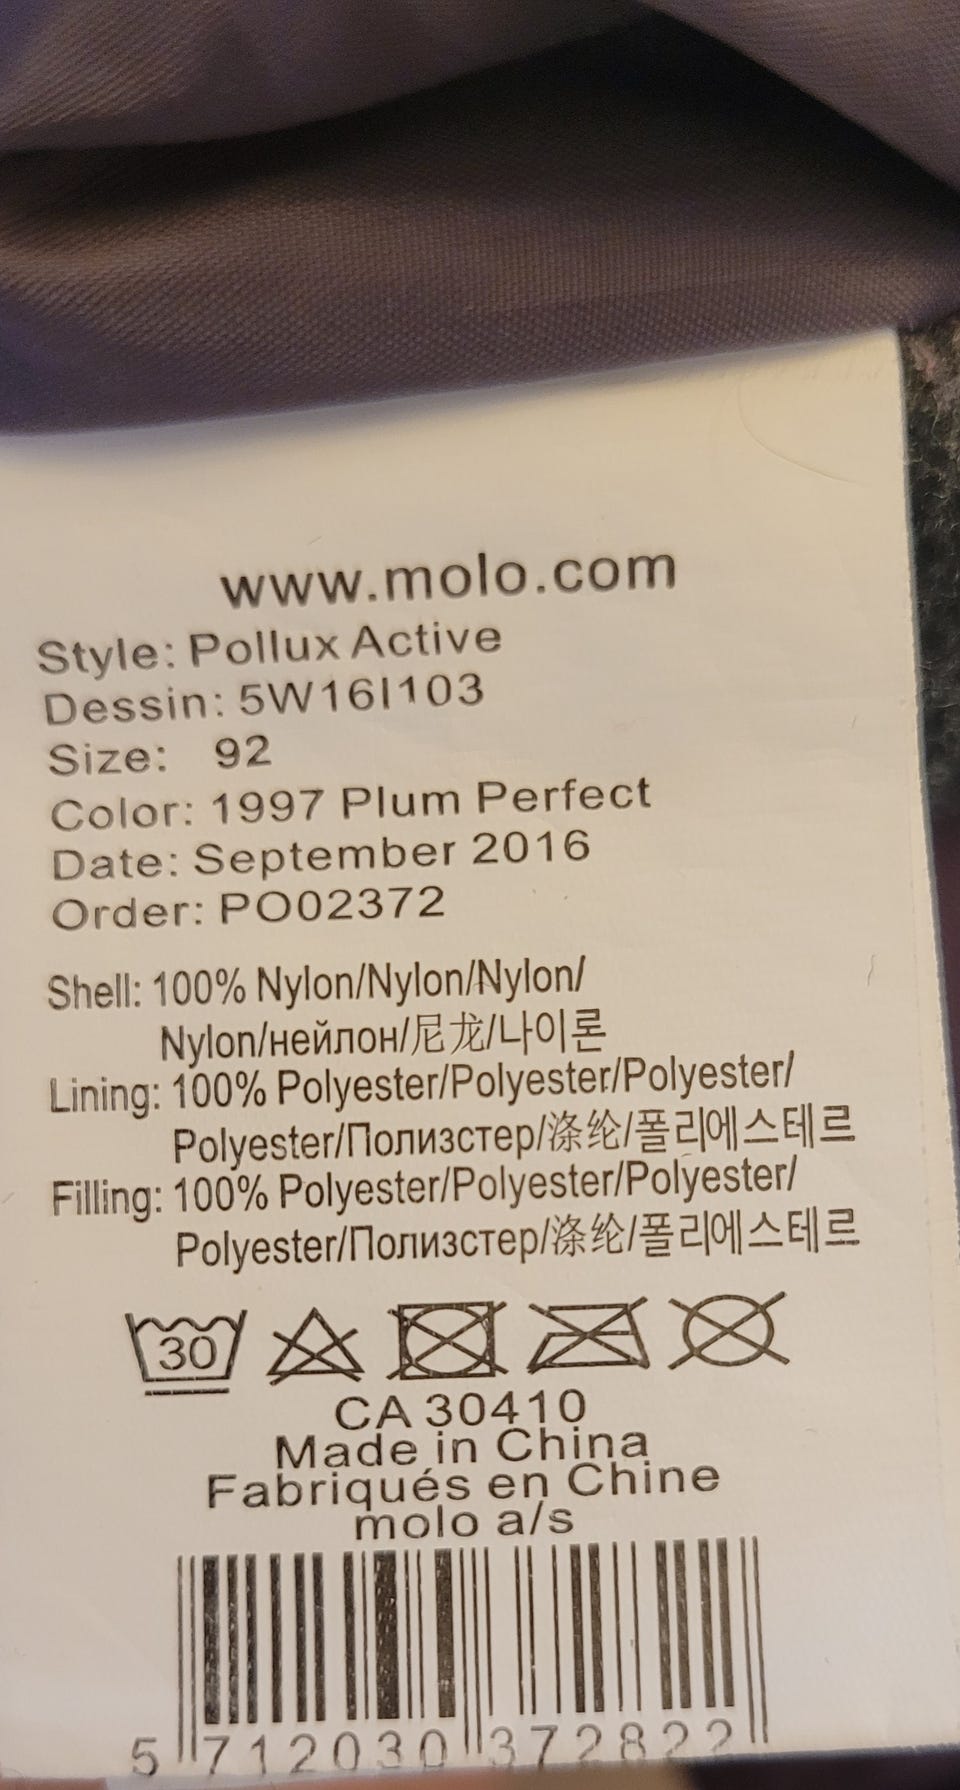 www.molo.com
Style: Pollux Active
Dessin: 5W16I103
Size: 92
Color: 1997 Plum Perfect
Date: September 2016
Order: PO02372
Shell: 100% Nylon/Nylon/Nylon/
Nylon/нейлон/尼龙/나이론
Lining: 100% Polyester/Polyester/Polyester/
Polyester/Полизстер/涤纶/폴리에스테르
Filling: 100% Polyester/Polyester/Polyester/
Polyester/Полизстер/涤纶/폴리에스테르
30
CA 30410
Made in China
Fabriqués en Chine
molo a/s
5 712030 372822